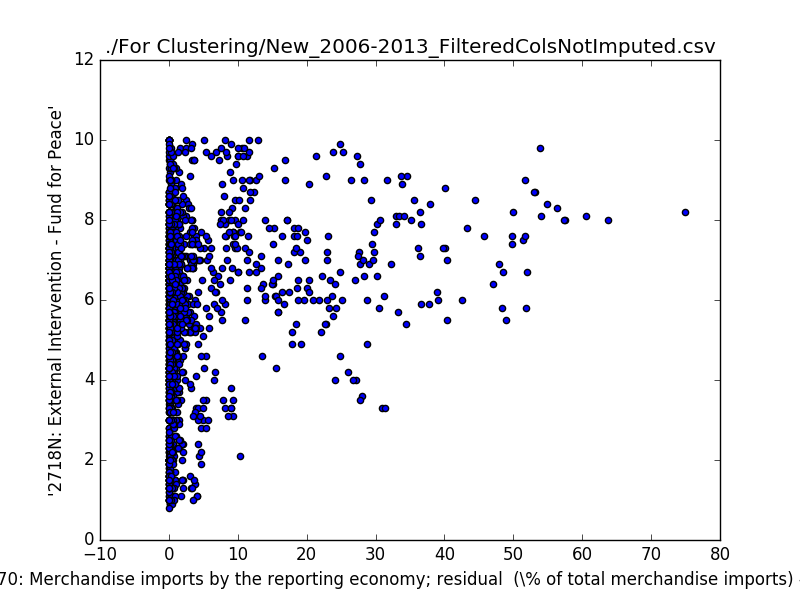 ./For Clustering/New_2006-2013_FilteredColsNotImputed.csv
12
10
8
6
4
2
0
'2718N: External Intervention - Fund for Peace'
−10 0 10 20 30 40 50 60 70 80
70: Merchandise imports by the reporting economy; residual (\% of total merchandise imports)